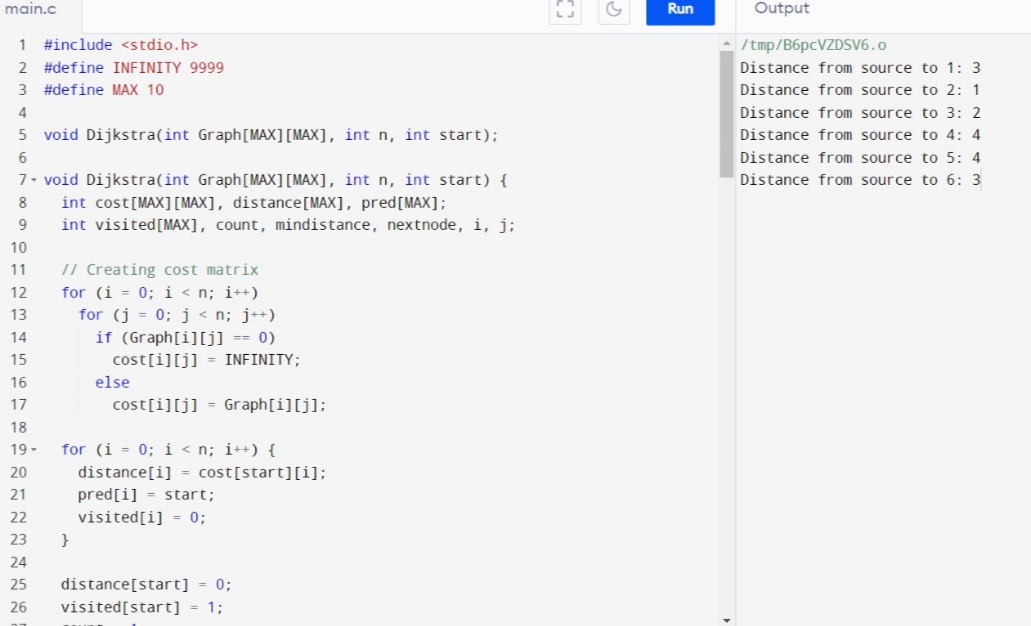 main.c
Run
Output
1 #include <stdio.h>
2 #define INFINITY 9999
3 #define MAX 10
4
5 void Dijkstra(int Graph[MAX][MAX], int n, int start);
6
7 void Dijkstra(int Graph[MAX][MAX], int n, int start) {
8 int cost[MAX][MAX], distance[MAX], pred[MAX];
9 int visited[MAX], count, mindistance, nextnode, i, j;
10
11 // Creating cost matrix
12 for (i = 0; i < n; i++)
13 for (j = 0; j < n; j++)
14 if (Graph[i][j] == 0)
15 cost[i][j] = INFINITY;
16 else
17 cost[i][j] = Graph[i][j];
18
19 for (i = 0; i < n; i++) {
20 distance[i] = cost[start][i];
21 pred[i] = start;
22 visited[i] = 0;
23 }
24
25 distance[start] = 0;
26 visited[start] = 1;
/tmp/B6pcVZDSV6.o
Distance from source to 1: 3
Distance from source to 2: 1
Distance from source to 3: 2
Distance from source to 4: 4
Distance from source to 5: 4
Distance from source to 6: 3